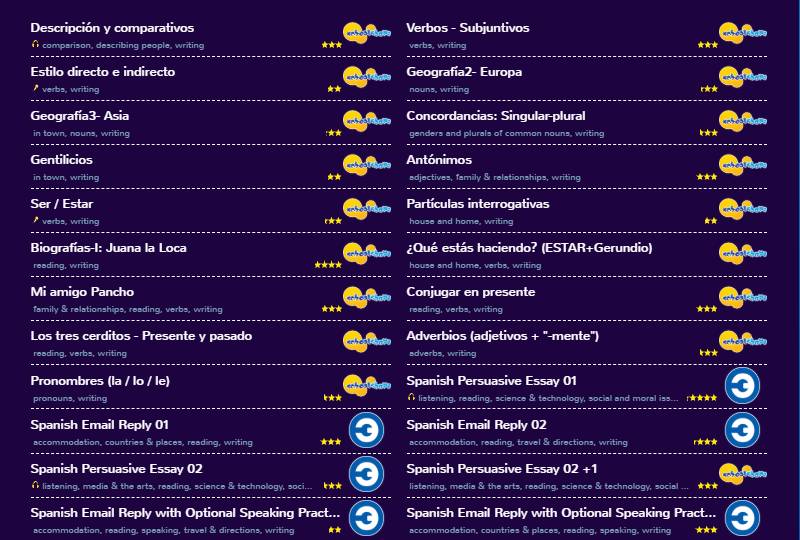 Descripción y comparativos
comparison, describing people, writing
Verbos - Subjuntivos
verbs, writing
Estilo directo e indirecto
verbs, writing
Geografía2- Europa
nouns, writing
Geografía3- Asia
in town, nouns, writing
Concordancias: Singular-plural
genders and plurals of common nouns, writing
Gentilicios
in town, writing
Antónimos
adjectives, family & relationships, writing
Ser / Estar
verbs, writing
Partículas interrogativas
house and home, writing
Biografías-I: Juana la Loca
reading, writing
¿Qué estás haciendo? (ESTAR+Gerundio)
house and home, verbs, writing
Mi amigo Pancho
family & relationships, reading, verbs, writing
Conjugar en presente
reading, verbs, writing
Los tres cerditos - Presente y pasado
reading, verbs, writing
Adverbios (adjetivos + "-mente")
adverbs, writing
Pronombres (la / lo / le)
pronouns, writing
Spanish Persuasive Essay 01
listening, reading, science & technology, social and moral iss...
Spanish Email Reply 01
accommodation, countries & places, reading, writing
Spanish Email Reply 02
accommodation, reading, travel & directions, writing
Spanish Persuasive Essay 02
listening, media & the arts, reading, science & technology, soci...
Spanish Persuasive Essay 02 +1
listening, media & the arts, reading, science & technology, social ...
Spanish Email Reply with Optional Speaking Pract...
accommodation, reading, speaking, travel & directions, writing
Spanish Email Reply with Optional Speaking Pract...
accommodation, countries & places, reading, speaking, writing